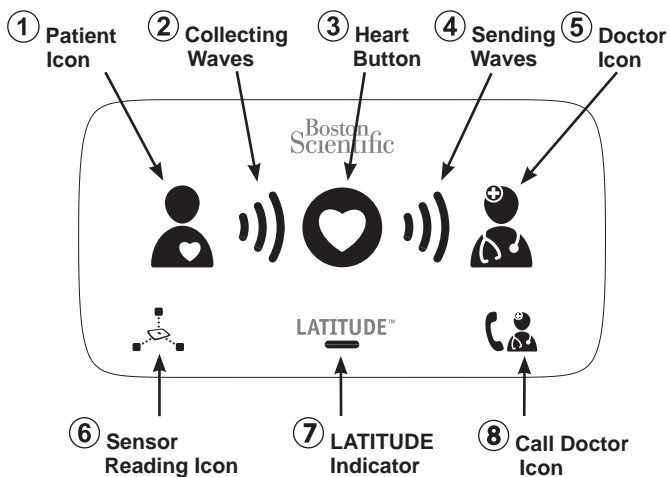 1 Patient
Icon
2 Collecting
Waves
3 Heart
Button
4 Sending
Waves
5 Doctor
Icon
Boston
Scientific
LATITUDE™
6 Sensor
Reading Icon
7 LATITUDE
Indicator
8 Call Doctor
Icon